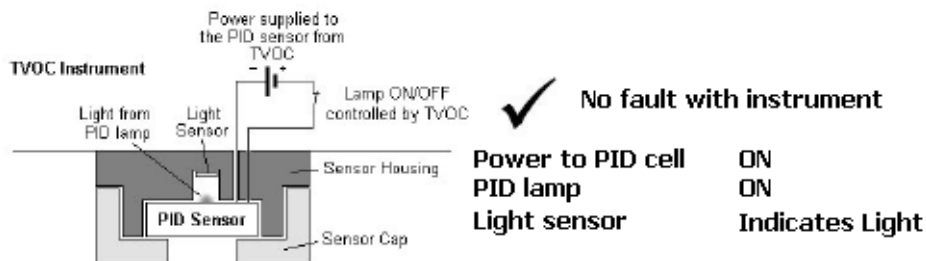 Power supplied to
the PID sensor from
TVOC
- +
TVOC Instrument
Lamp ON/OFF
controlled by TVOC
Light from
PID lamp
Light
Sensor
Sensor Housing
PID Sensor
Sensor Cap
No fault with instrument
Power to PID cell ON
PID lamp ON
Light sensor Indicates Light